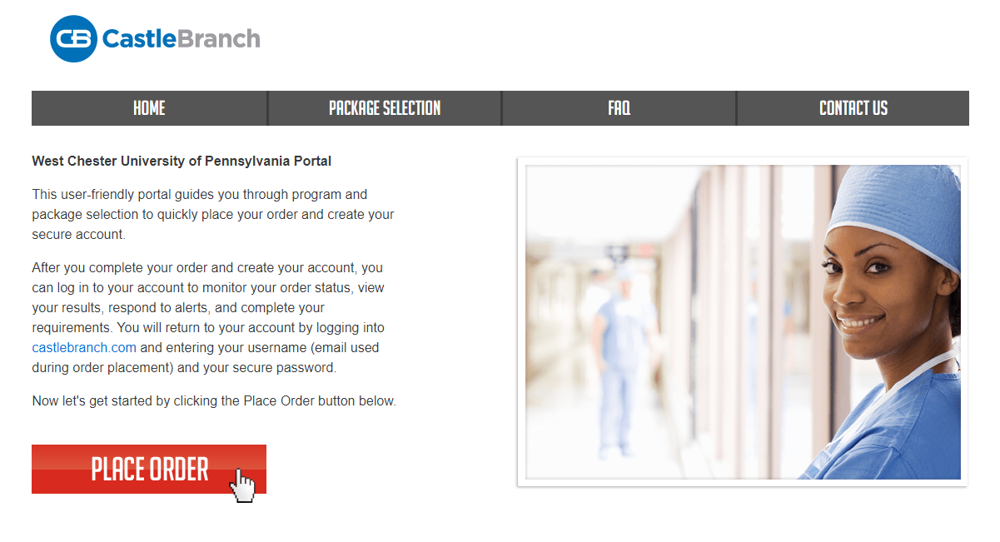 CB CastleBranch
HOME PACKAGE SELECTION FAQ CONTACT US
West Chester University of Pennsylvania Portal
This user-friendly portal guides you through program and
package selection to quickly place your order and create your
secure account.
After you complete your order and create your account, you
can log in to your account to monitor your order status, view
your results, respond to alerts, and complete your
requirements. You will return to your account by logging into
castlebranch.com and entering your username (email used
during order placement) and your secure password.
Now let's get started by clicking the Place Order button below.
PLACE ORDER